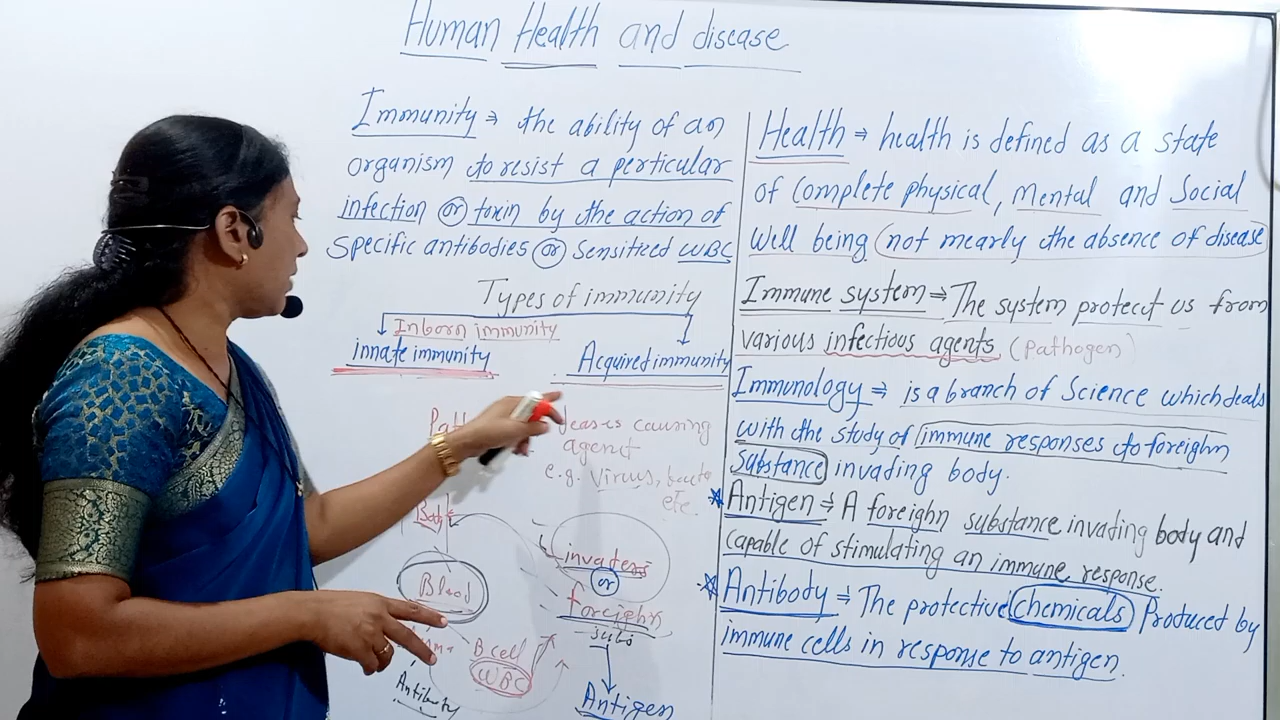 Human Health and disease
Immunity → the ability of an
organism to resist a perticular
infection or toxin by the action of
Specific antibodies or Sensitized WBC
Types of immunity
Inborn immunity
innate immunity
Acquired immunity
causing
agent
e.g. Virus,
etc.
Body
Blood
invaders
or
foreighn
subs
B cell
WBC
Antibody
Antigen
Health → health is defined as a state
of Complete physical, Mental and Social
Well being (not mearly the absence of disease)
Immune system → The system protect us from
various infectious agents (Pathogen)
Immunology → is a branch of Science which deals
with the study of immune responses to foreighn
Substance invading body.
Antigen → A foreighn substance invading body and
capable of stimulating an immune response.
Antibody → The protective chemicals Produced by
immune cells in response to antigen.